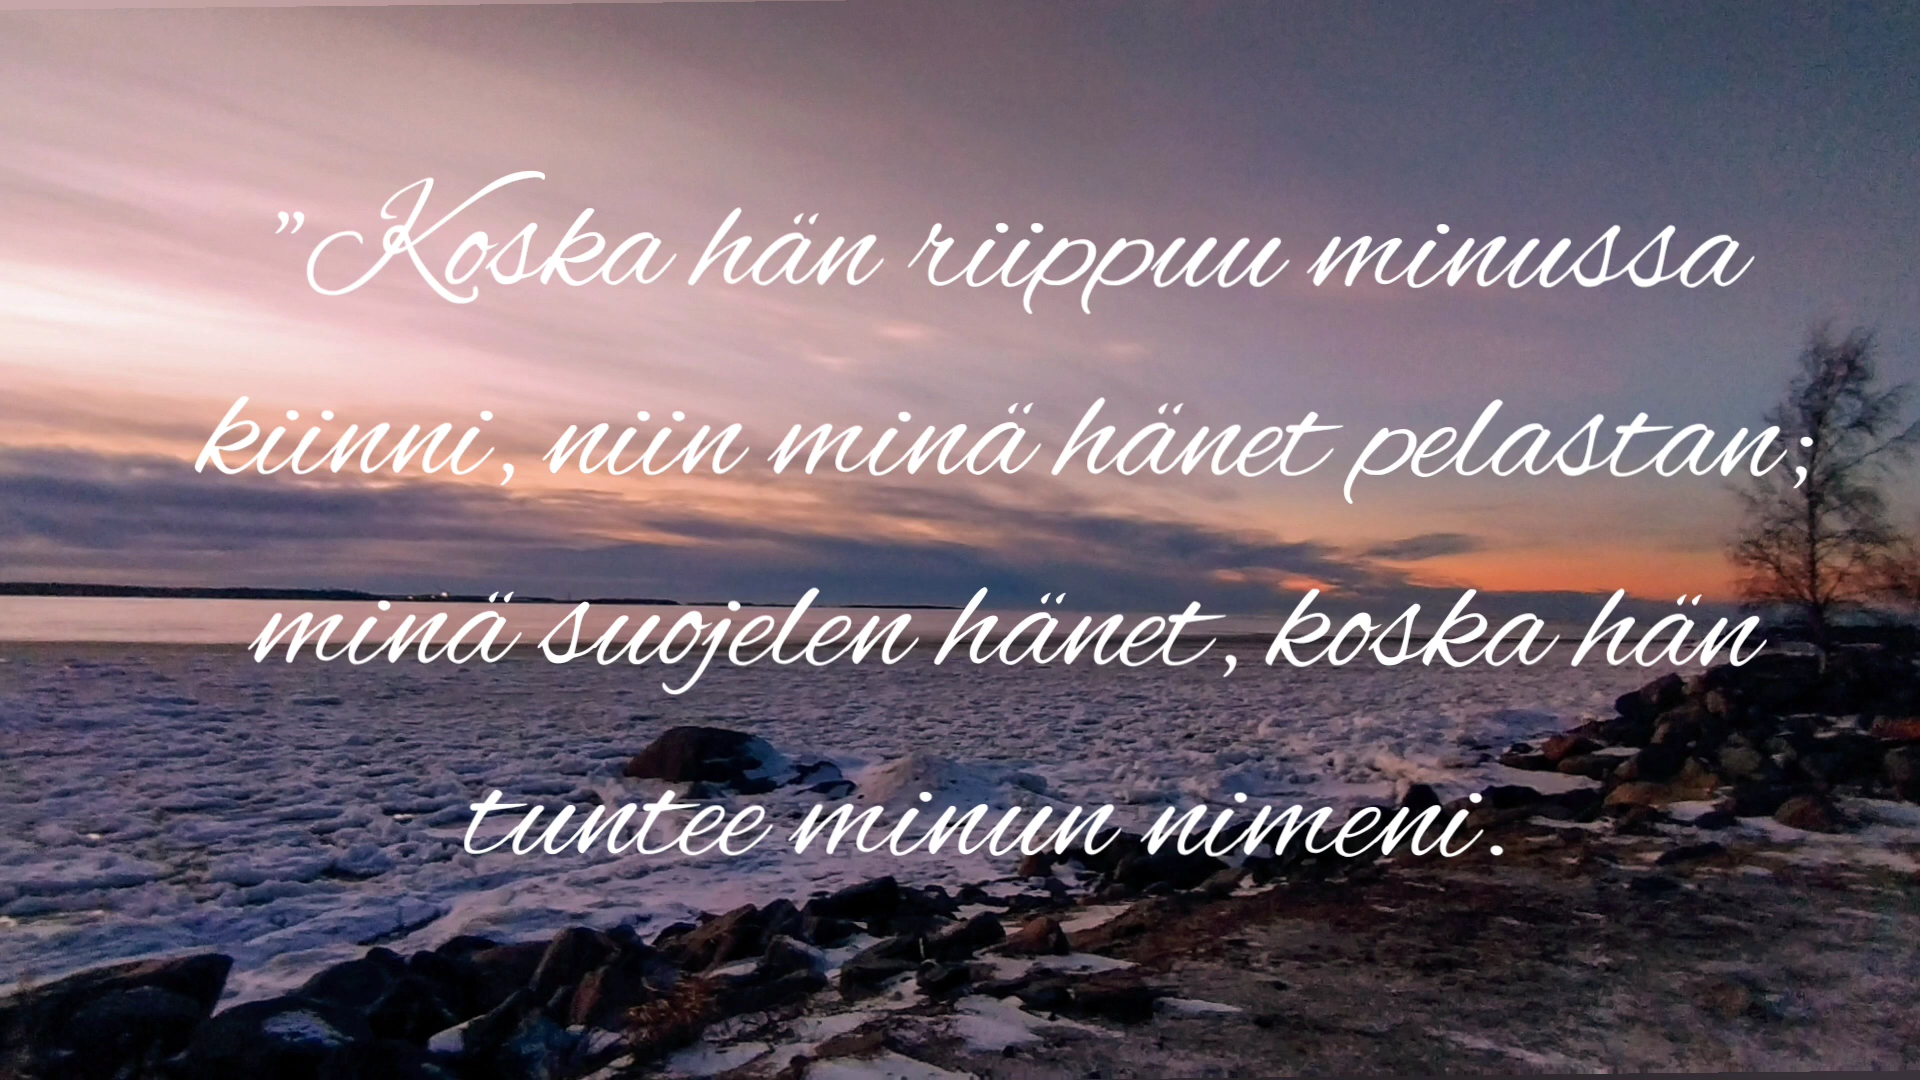 ”Koska hän riippuu minussa
kiinni, niin minä hänet pelastan;
minä suojelen hänet, koska hän
tuntee minun nimeni.